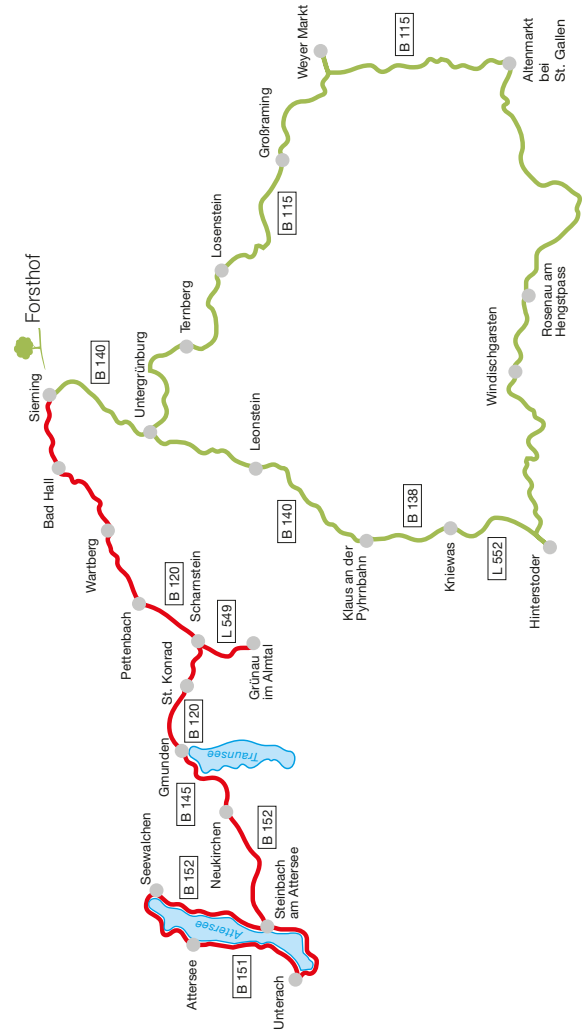 Forsthof
Sierning
B 140
Bad Hall
Wartberg
Untergrünburg
Ternberg
Losenstein
Großraming
Weyer Markt
B 115
B 115
Altenmarkt
bei
St. Gallen
Pettenbach
B 120
Scharnstein
L 549
Grünau
im Almtal
St. Konrad
B 120
Gmunden
Traunsee
B 145
Neukirchen
B 152
Seewalchen
B 152
Attersee
Attersee
B 151
Steinbach
am Attersee
Unterach
Leonstein
B 140
Klaus an der
Pyhrnbahn
B 138
Kniewas
L 552
Hinterstoder
Windischgarsten
Rosenau am
Hengstpass